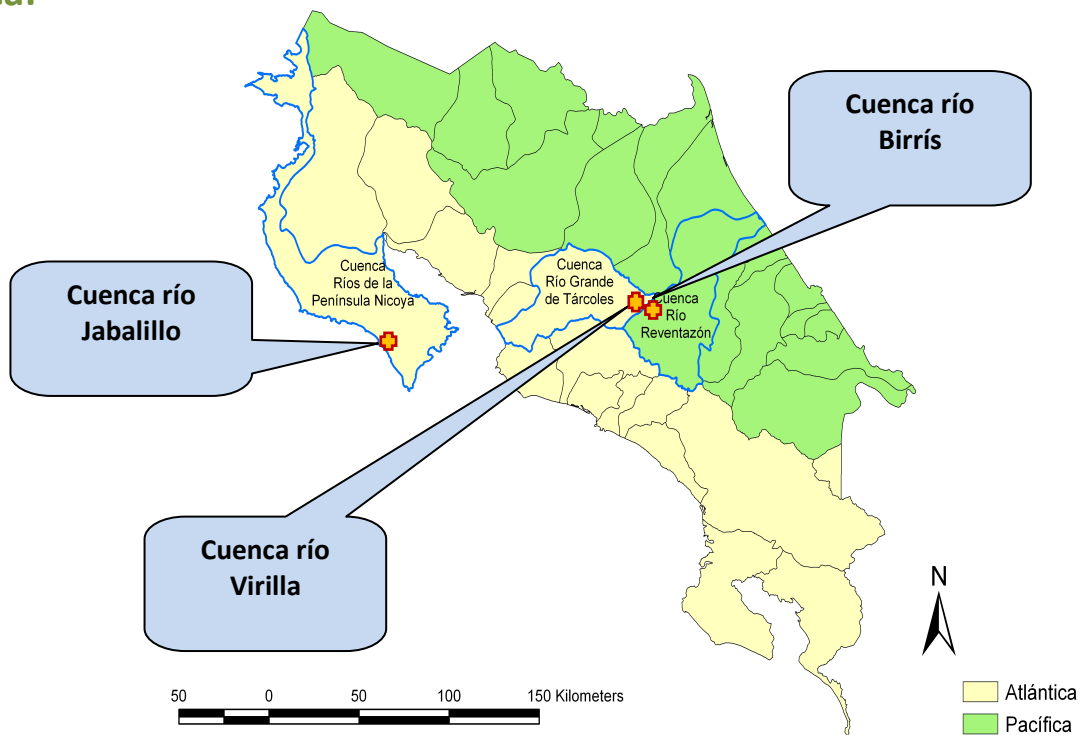 Cuenca río
Birrís
Cuenca
Ríos de la
Península Nicoya
Cuenca
Río Grande
de Tárcoles
Cuenca
Río
Reventazón
Cuenca río
Jabalillo
Cuenca río
Virilla
N
50 0 50 100 150 Kilometers
Atlántica
Pacífica